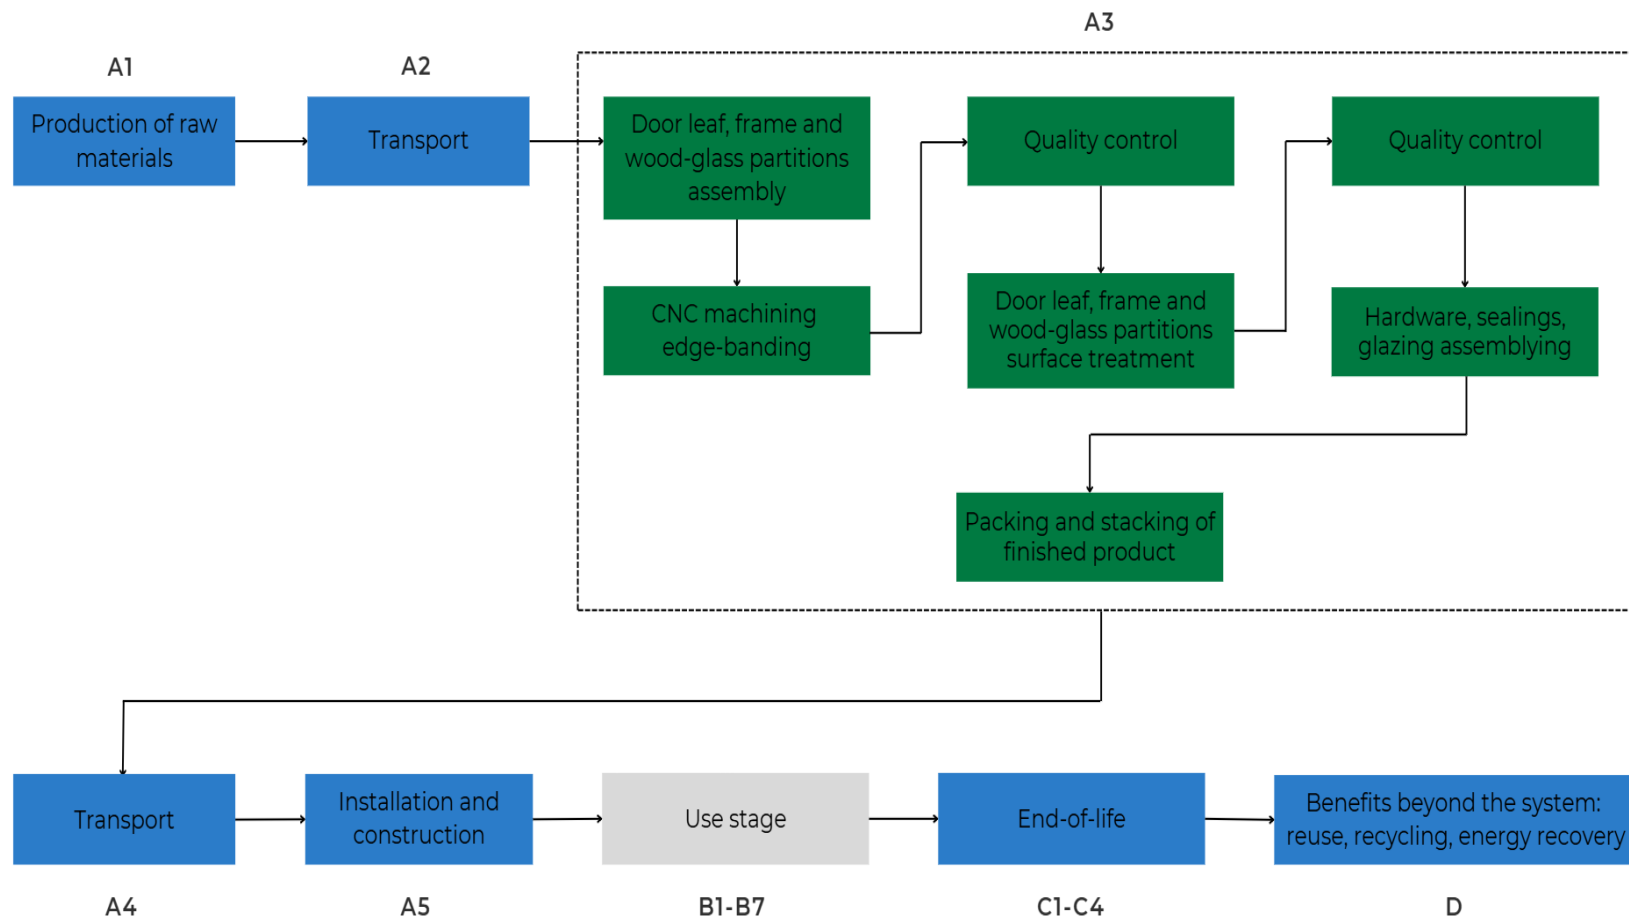 A3
A1
A2
Production of raw
materials
Transport
Door leaf, frame and
wood-glass partitions
assembly
Quality control
Quality control
CNC machining
edge-banding
Door leaf, frame and
wood-glass partitions
surface treatment
Hardware, sealings,
glazing assemblying
Packing and stacking of
finished product
Transport
Installation and
construction
Use stage
End-of-life
Benefits beyond the system:
reuse, recycling, energy recovery
A4
A5
B1-B7
C1-C4
D